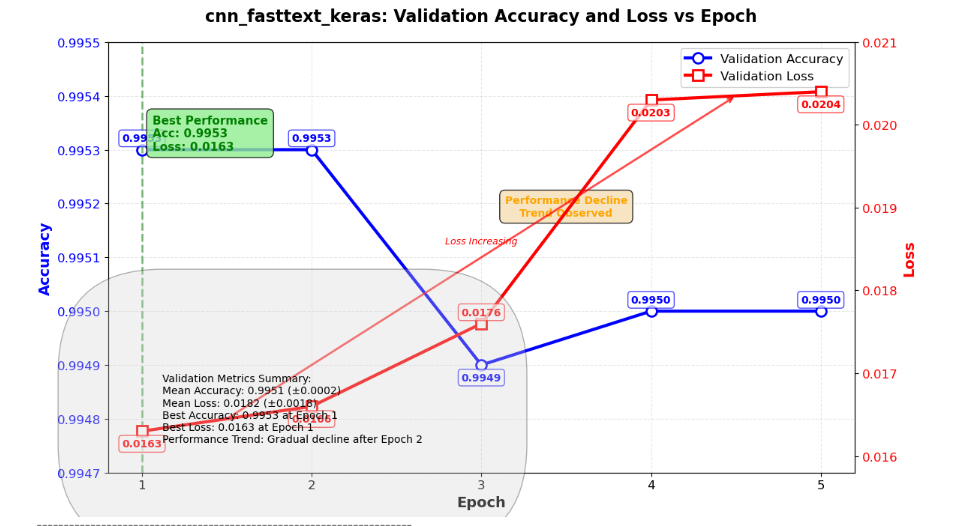 cnn_fasttext_keras: Validation Accuracy and Loss vs Epoch
0.9955
0.9954
0.9953
0.9952
0.9951
0.9950
0.9949
0.9948
0.9947
Accuracy
0.021
0.020
0.019
0.018
0.017
0.016
Loss
Validation Accuracy
Validation Loss
Best Performance
Acc: 0.9953
Loss: 0.0163
0.9953
0.9953
0.9949
0.9950
0.9950
0.0163
0.0166
0.0176
0.0203
0.0204
Performance Decline
Trend Observed
Loss Increasing
Validation Metrics Summary:
Mean Accuracy: 0.9951 (±0.0002)
Mean Loss: 0.0182 (±0.0018)
Best Accuracy: 0.9953 at Epoch 1
Best Loss: 0.0163 at Epoch 1
Performance Trend: Gradual decline after Epoch 2
1
2
3
4
5
Epoch